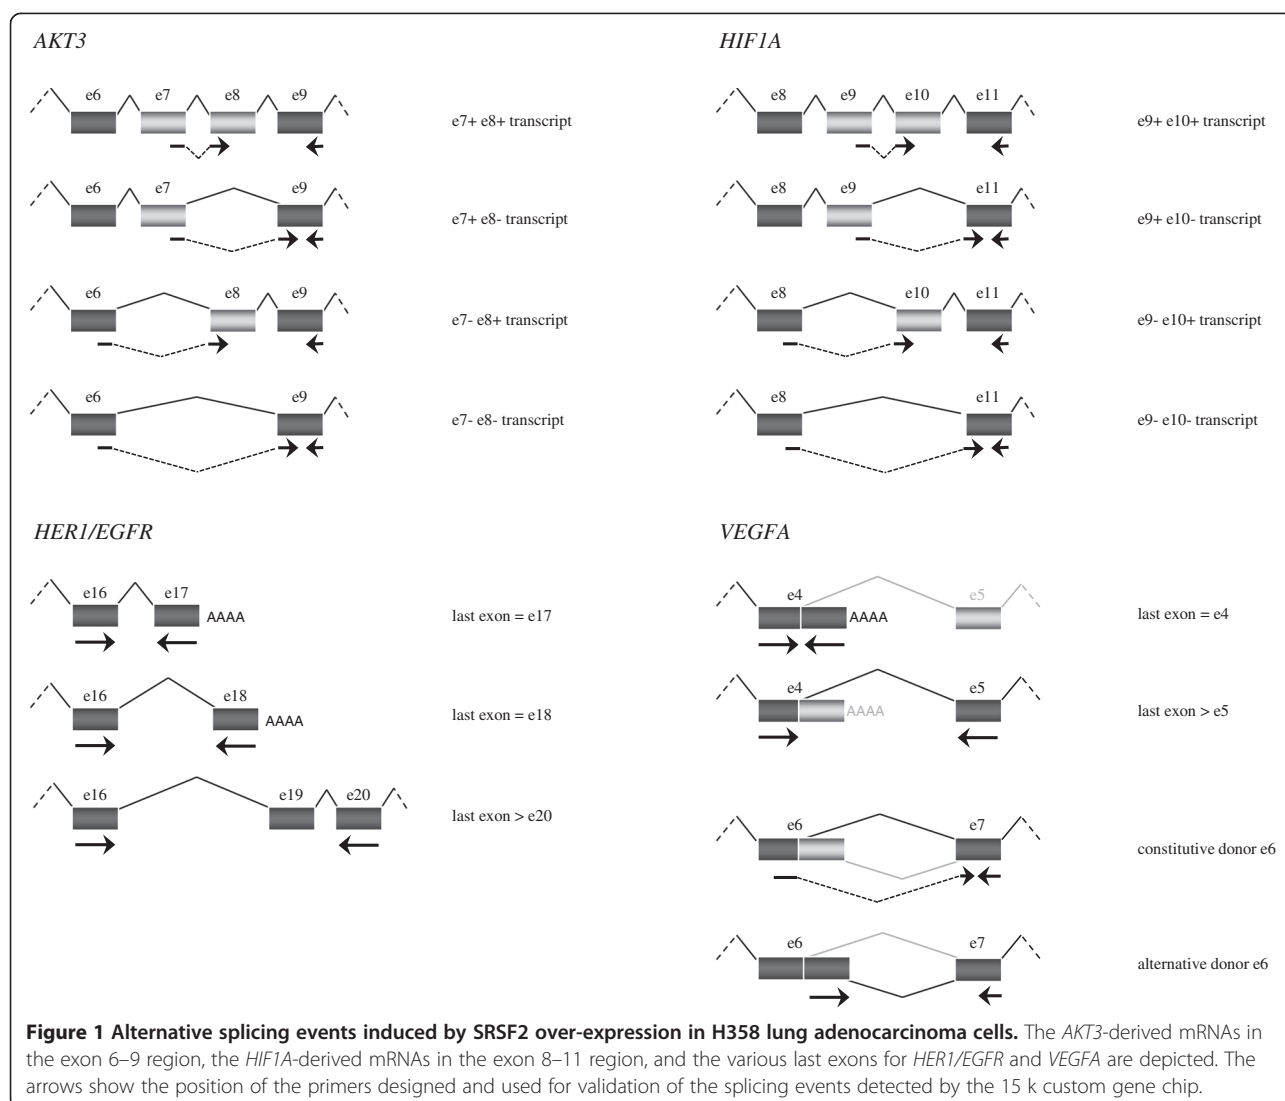 AKT3
e6 e7 e8 e9
e7+ e8+ transcript
e6 e7 e9
e7+ e8- transcript
e6 e8 e9
e7- e8+ transcript
e6 e9
e7- e8- transcript
HIF1A
e8 e9 e10 e11
e9+ e10+ transcript
e8 e9 e11
e9+ e10- transcript
e8 e10 e11
e9- e10+ transcript
e8 e11
e9- e10- transcript
HER1/EGFR
e16 e17
AAAA
last exon = e17
e16 e18
AAAA
last exon = e18
e16 e19 e20
last exon > e20
VEGFA
e4 e5
AAAA
last exon = e4
e4 e5
AAAA
last exon > e5
e6 e7
constitutive donor e6
e6 e7
alternative donor e6
Figure 1 Alternative splicing events induced by SRSF2 over-expression in H358 lung adenocarcinoma cells. The AKT3-derived mRNAs in
the exon 6–9 region, the HIF1A-derived mRNAs in the exon 8–11 region, and the various last exons for HER1/EGFR and VEGFA are depicted. The
arrows show the position of the primers designed and used for validation of the splicing events detected by the 15 k custom gene chip.